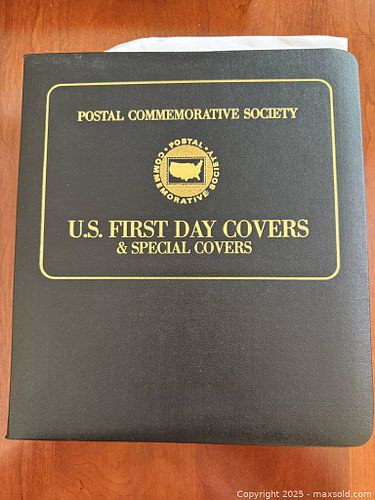 POSTAL COMMEMORATIVE SOCIETY
POSTAL
COMMEMORATIVE SOCIETY
U.S. FIRST DAY COVERS
& SPECIAL COVERS
Copyright © 2025 - maxsold.com